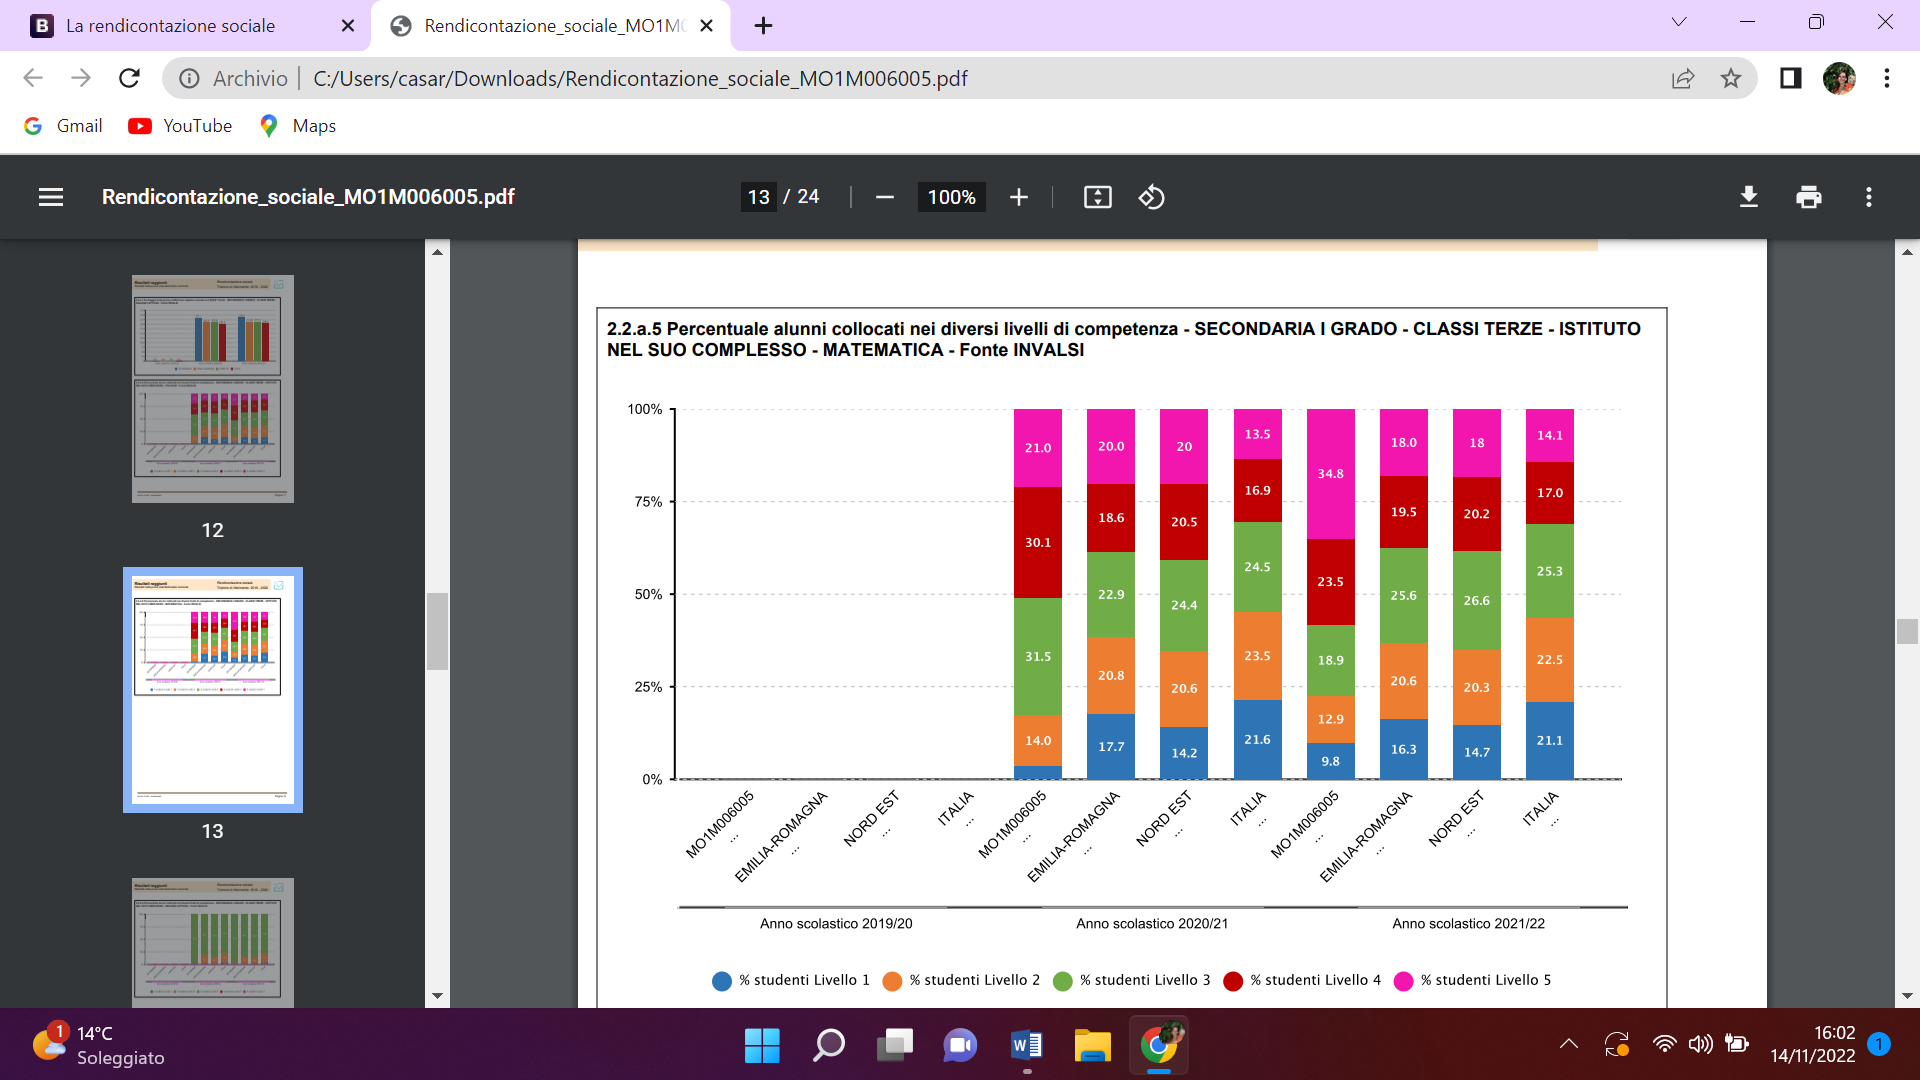 La rendicontazione sociale
Rendicontazione_sociale_MO1M0
Archivio
C:/Users/casar/Downloads/Rendicontazione_sociale_MO1M006005.pdf
Gmail
YouTube
Maps
Rendicontazione_sociale_MO1M006005.pdf
13 / 24
100%
12
13
2.2.a.5 Percentuale alunni collocati nei diversi livelli di competenza - SECONDARIA I GRADO - CLASSI TERZE - ISTITUTO
NEL SUO COMPLESSO - MATEMATICA - Fonte INVALSI
100%
75%
50%
25%
0%
21.0
30.1
31.5
14.0
20.0
18.6
22.9
20.8
17.7
20
20.5
24.4
20.6
14.2
13.5
16.9
24.5
23.5
21.6
34.8
23.5
18.9
12.9
9.8
18.0
19.5
25.6
20.6
16.3
18
20.2
26.6
20.3
14.7
14.1
17.0
25.3
22.5
21.1
MO1M006005
...
EMILIA-ROMAGNA
...
NORD EST
...
ITALIA
...
MO1M006005
...
EMILIA-ROMAGNA
...
NORD EST
...
ITALIA
...
MO1M006005
...
EMILIA-ROMAGNA
...
NORD EST
...
ITALIA
...
Anno scolastico 2019/20
Anno scolastico 2020/21
Anno scolastico 2021/22
% studenti Livello 1
% studenti Livello 2
% studenti Livello 3
% studenti Livello 4
% studenti Livello 5
1
14°C
Soleggiato
16:02
14/11/2022
1